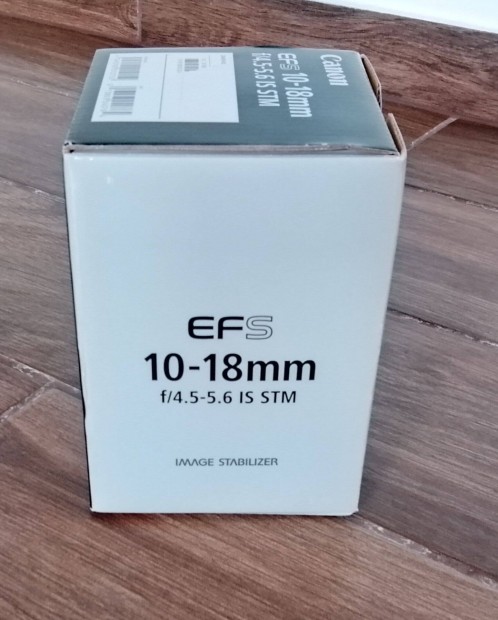 Canon
EFS 10-18mm
f/4.5-5.6 IS STM
EFS
10-18mm
f/4.5-5.6 IS STM
IMAGE STABILIZER